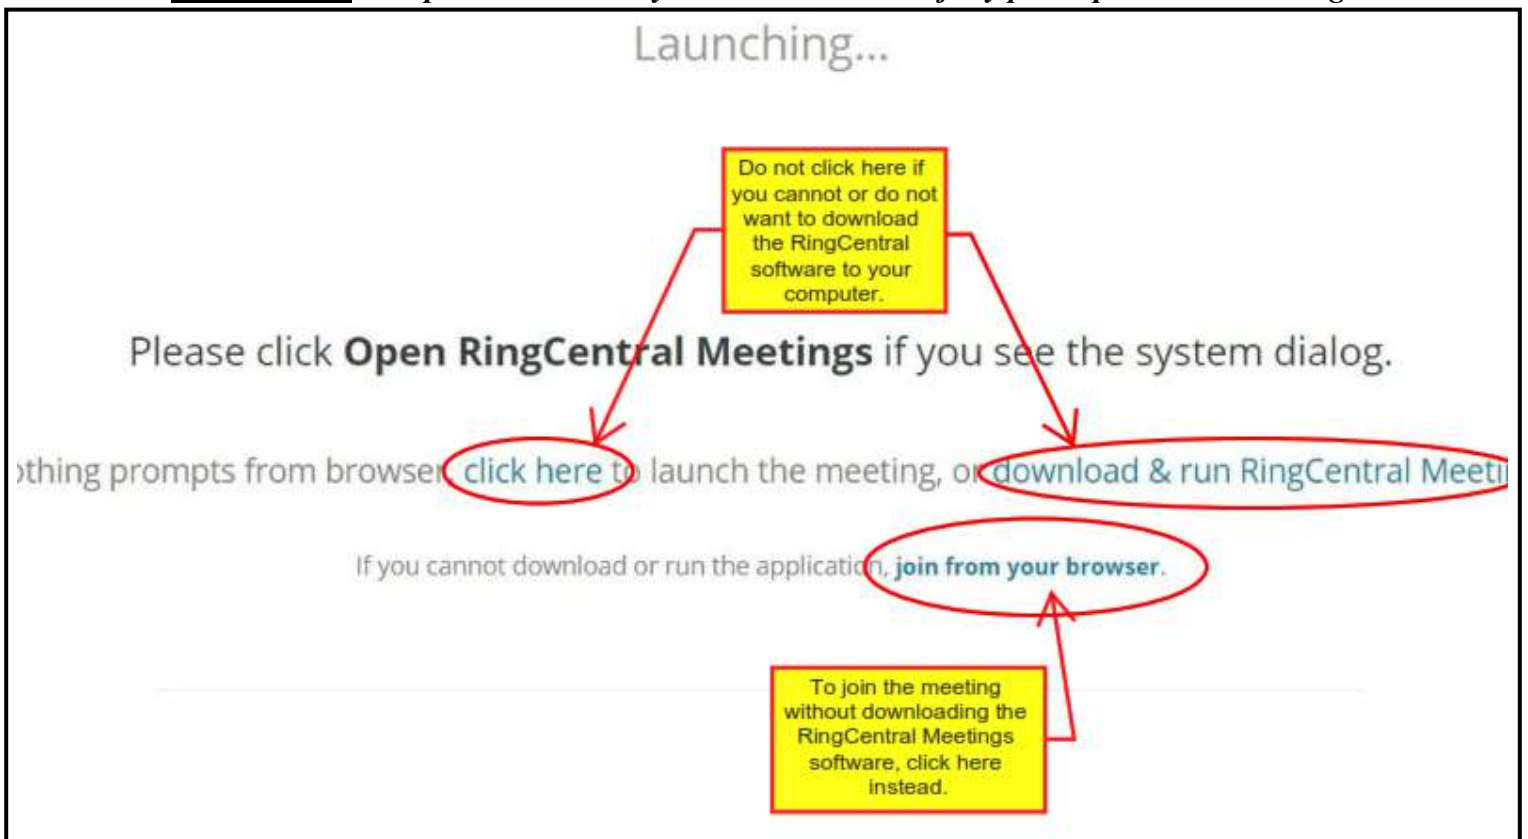 Launching...
Do not click here if
you cannot or do not
want to download
the RingCentral
software to your
computer.
Please click Open RingCentral Meetings if you see the system dialog.
prompts from browser, click here to launch the meeting, or download & run RingCentral
If you cannot download or run the application, join from your browser.
To join the meeting
without downloading the
RingCentral Meetings
software, click here
instead.